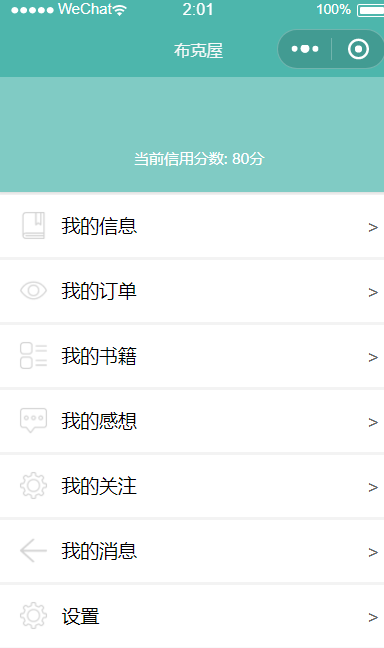 WeChat 2:01 100%
布克屋
当前信用分数: 80分
我的信息 >
我的订单 >
我的书籍 >
我的感想 >
我的关注 >
我的消息 >
设置 >